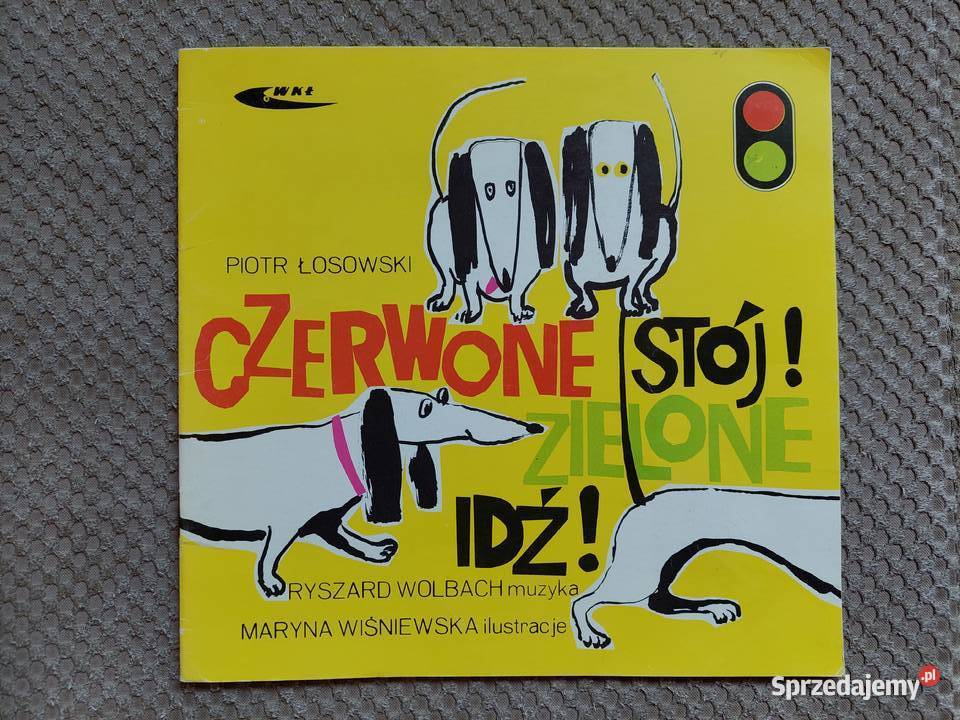 WKŁ
PIOTR ŁOSOWSKI
CZERWONE STÓJ!
ZIELONE
IDŹ!
RYSZARD WOLBACH muzyka
MARYNA WIŚNIEWSKA ilustracje
Sprzedajemy.pl